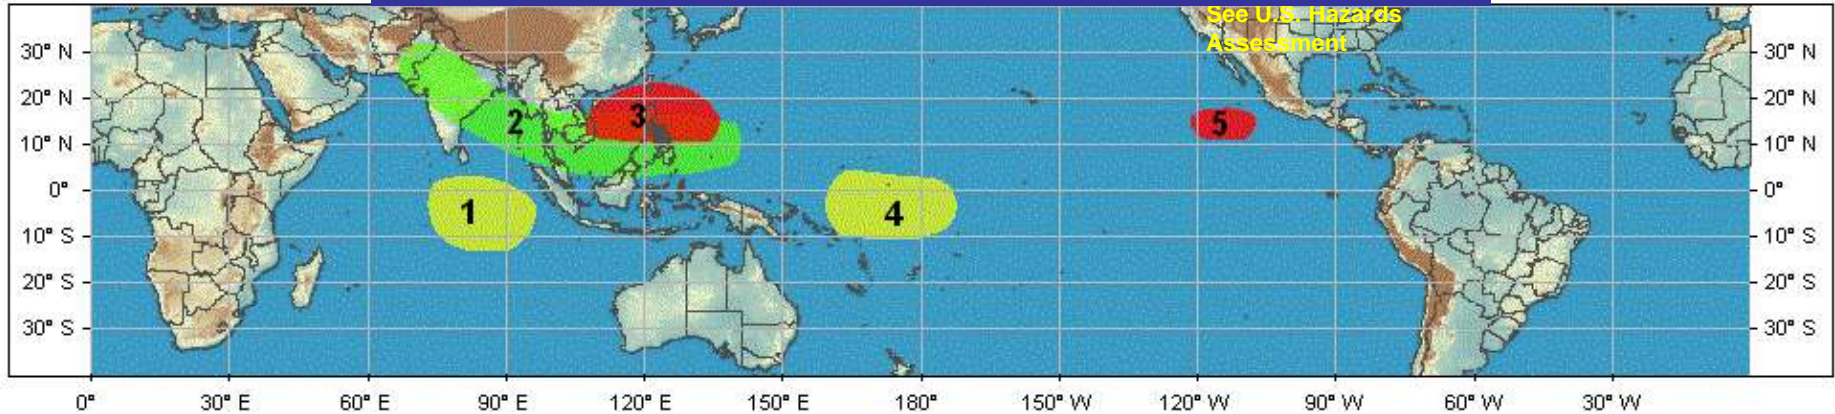 See U.S. Hazards
Assessment
30° N
30° N
20° N
3
20° N
2
5
10° N
10° N
0°
0°
1
4
10° S
10° S
20° S
20° S
30° S
30° S
0°
30° E
60° E
90° E
120° E
150° E
180°
150° W
120° W
90° W
60° W
30° W